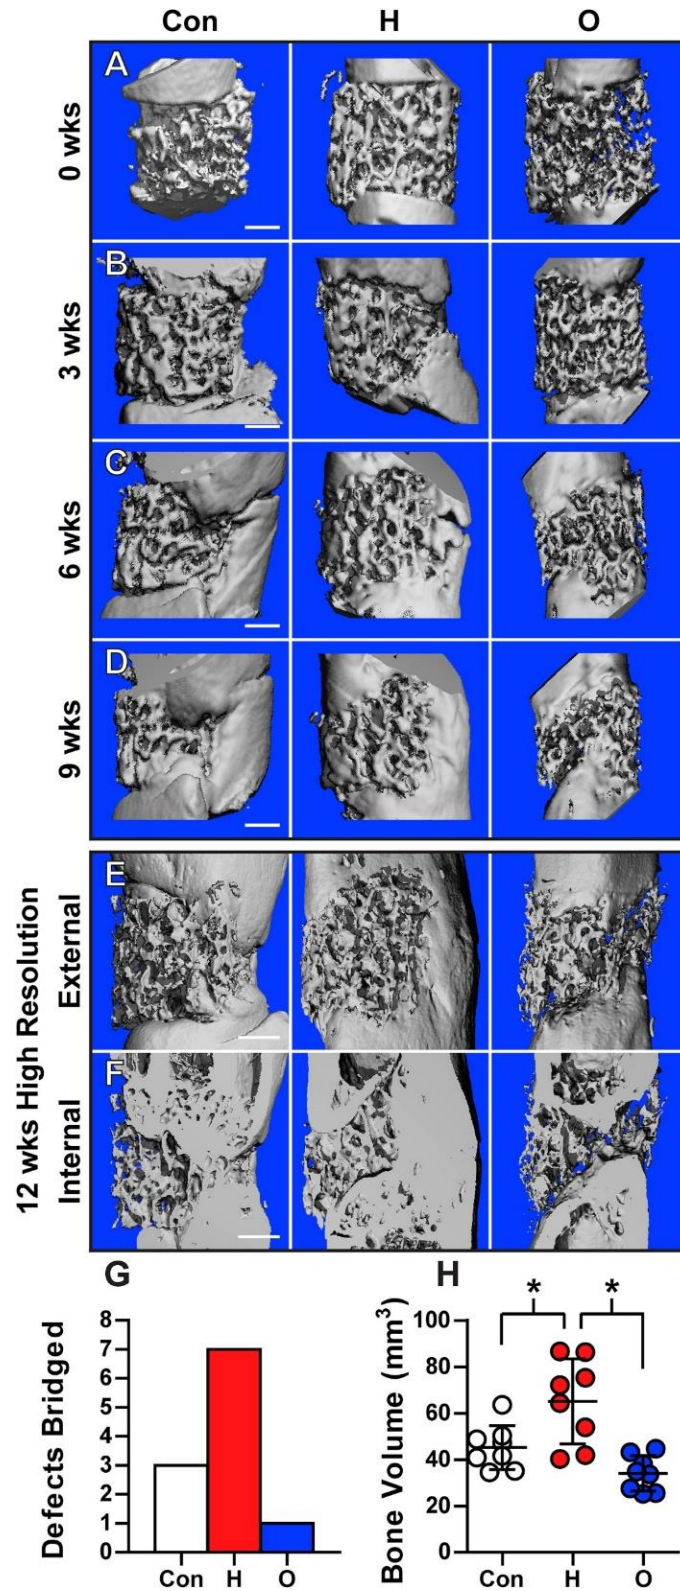 Con H O
A
0 wks
B
3 wks
C
6 wks
D
9 wks
12 wks High Resolution
E
External
F
Internal
G
Defects Bridged
8
7
6
5
4
3
2
1
0
Con H O
H
Bone Volume (mm³)
* *
100
80
60
40
20
0
Con H O